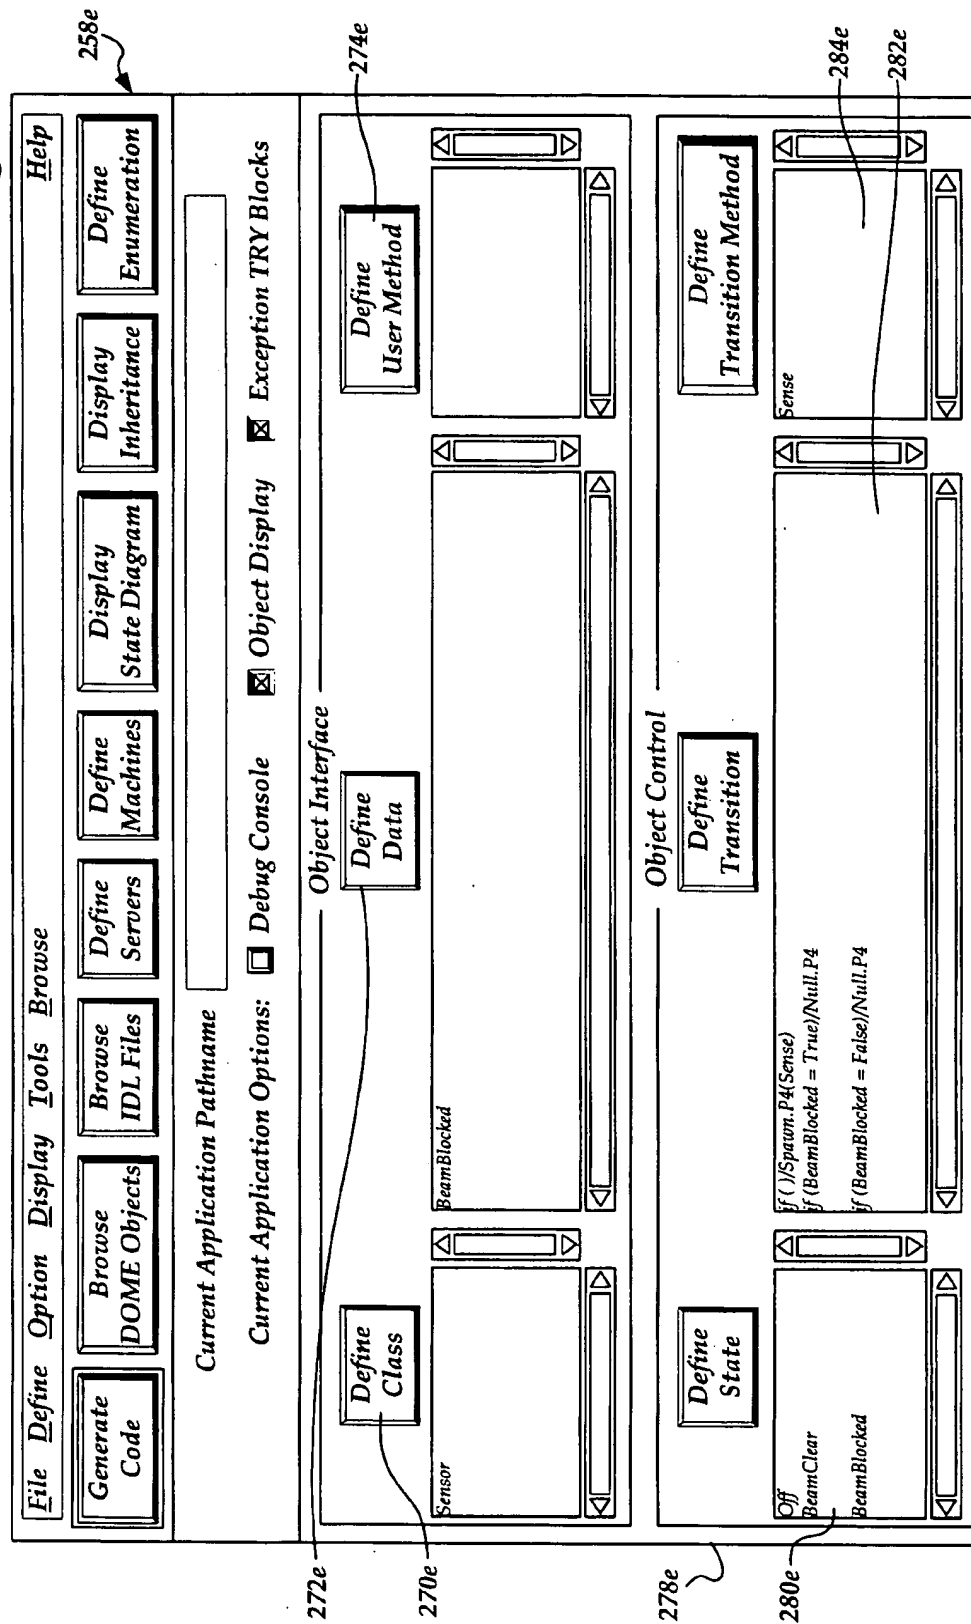 258e
File Define Option Display Tools Browse Help
Generate
Code
Browse
DOME Objects
Browse
IDL Files
Define
Servers
Define
Machines
Display
State Diagram
Display
Inheritance
Define
Enumeration
Current Application Pathname
Current Application Options: Debug Console Object Display Exception TRY Blocks
272e
Object Interface
274e
270e
Define
Class
Define
Data
Define
User Method
Sensor
BeamBlocked
278e
Object Control
Define
State
Define
Transition
Define
Transition Method
280e
Off
BeamClear
BeamBlocked
if ( )/Spawn.P4(Sense)
if (BeamBlocked = True)/Null.P4
if (BeamBlocked = False)/Null.P4
Sense
284e
282e